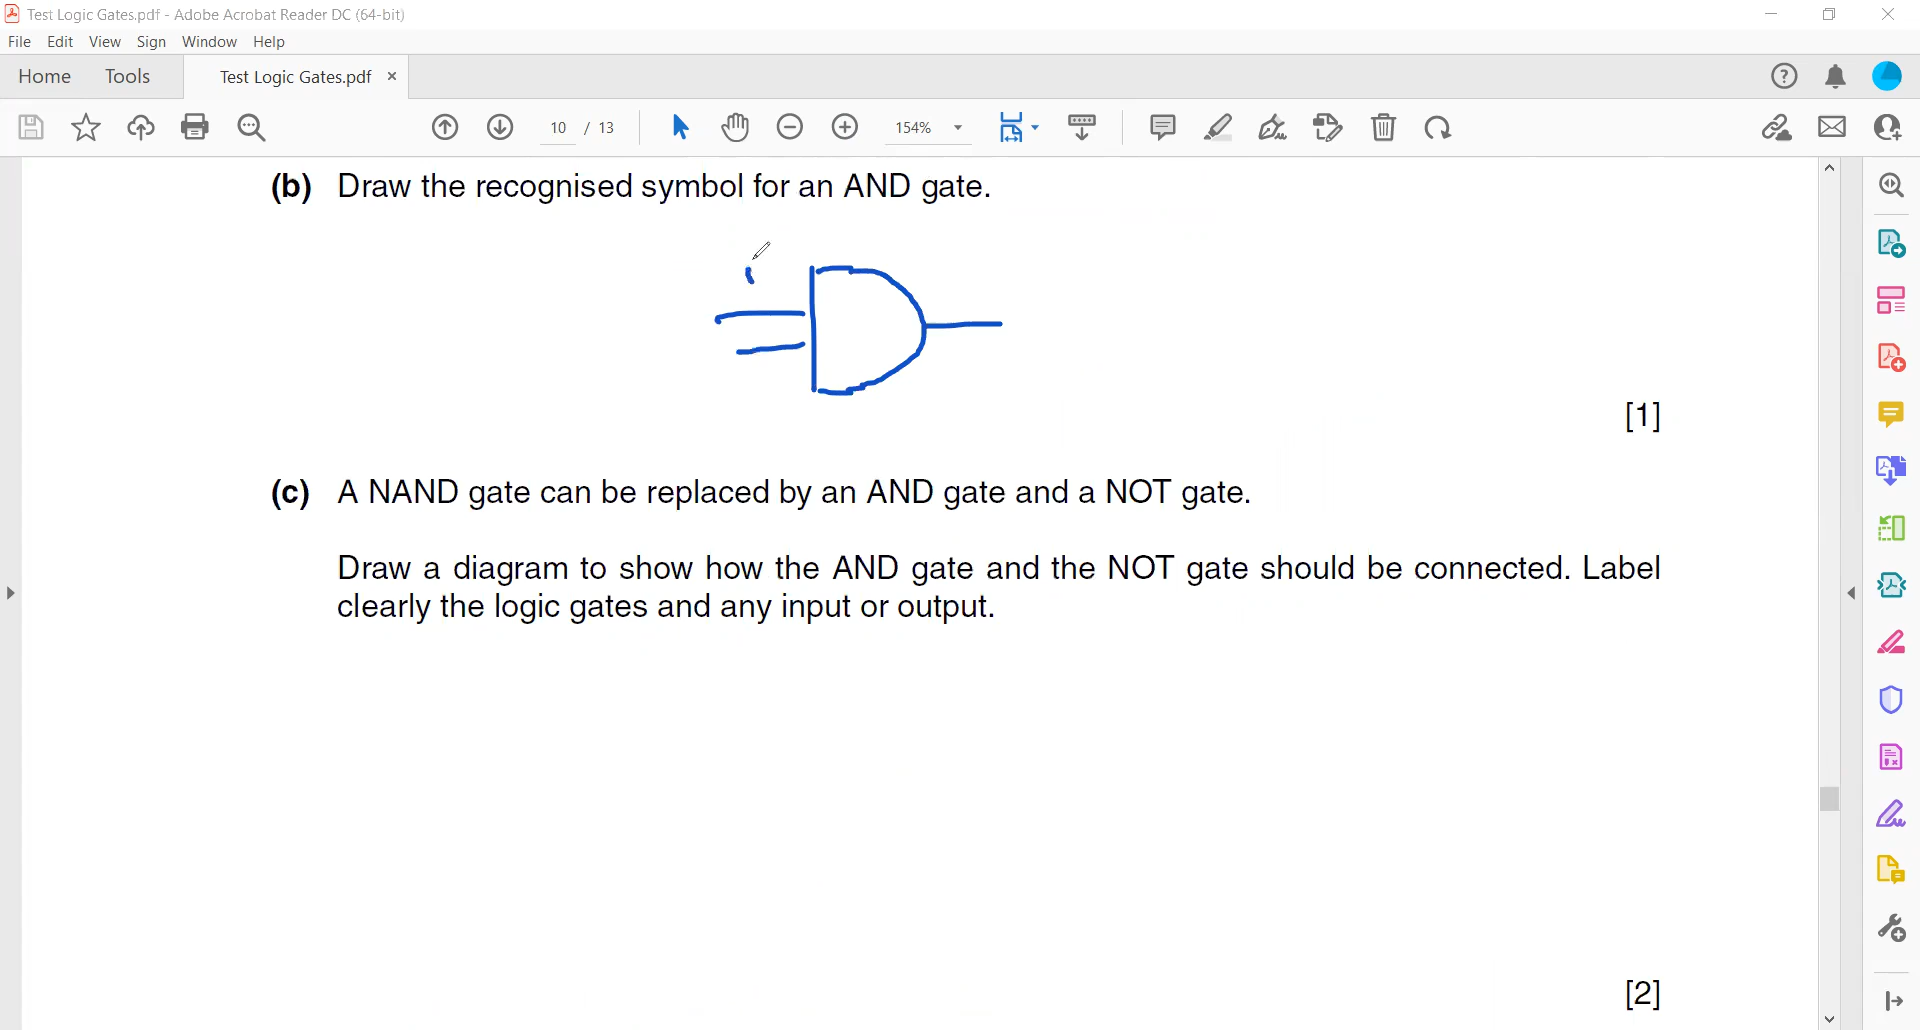 Test Logic Gates.pdf - Adobe Acrobat Reader DC (64-bit)
File Edit View Sign Window Help
Home Tools Test Logic Gates.pdf ×
10 / 13 154%
(b) Draw the recognised symbol for an AND gate.
[1]
(c) A NAND gate can be replaced by an AND gate and a NOT gate.
Draw a diagram to show how the AND gate and the NOT gate should be connected. Label
clearly the logic gates and any input or output.
[2]